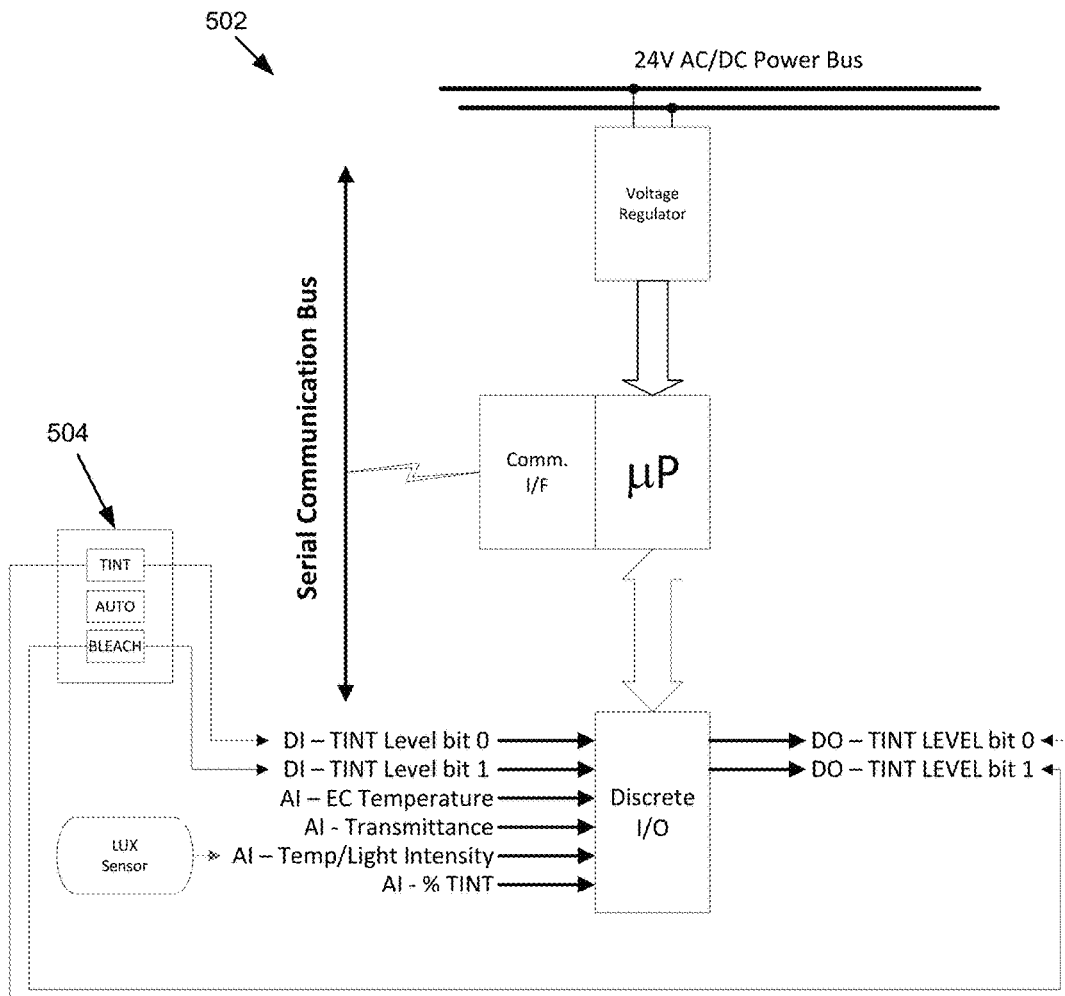 502
24V AC/DC Power Bus
Voltage
Regulator
Serial Communication Bus
Comm.
I/F
μP
504
TINT
AUTO
BLEACH
DI – TINT Level bit 0
DI – TINT Level bit 1
AI – EC Temperature
AI - Transmittance
AI – Temp/Light Intensity
AI - % TINT
Discrete
I/O
DO – TINT LEVEL bit 0
DO – TINT LEVEL bit 1
LUX
Sensor